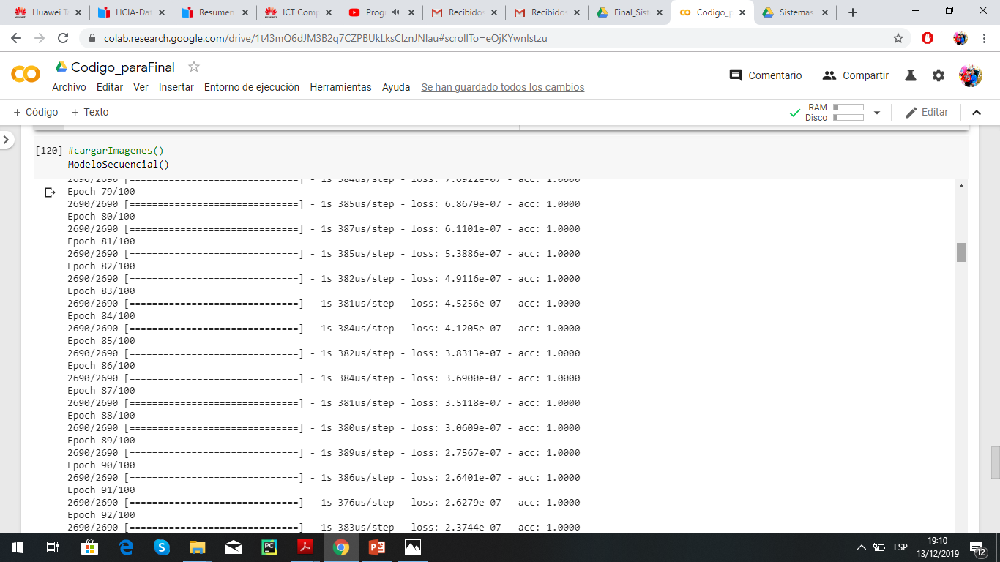 Huawei T
HCIA-Dat
Resumen
ICT Comp
Prog
Recibidos
Recibidos
Final_Sist
Codigo_p
Sistemas
colab.research.google.com/drive/1t43mQ6dJM3B2q7CZPBUkLksCIznJNlau#scrollTo=eOjKYwnIstzu
Codigo_paraFinal
Comentario
Compartir
Archivo Editar Ver Insertar Entorno de ejecución Herramientas Ayuda Se han guardado todos los cambios
+ Código + Texto
RAM
Disco
Editar
[120] #cargarImagenes()
ModeloSecuencial()
2690/2690 [==============================] - 1s 384us/step - loss: 7.6922e-07 - acc: 1.0000
Epoch 79/100
2690/2690 [==============================] - 1s 385us/step - loss: 6.8679e-07 - acc: 1.0000
Epoch 80/100
2690/2690 [==============================] - 1s 387us/step - loss: 6.1101e-07 - acc: 1.0000
Epoch 81/100
2690/2690 [==============================] - 1s 385us/step - loss: 5.3886e-07 - acc: 1.0000
Epoch 82/100
2690/2690 [==============================] - 1s 382us/step - loss: 4.9116e-07 - acc: 1.0000
Epoch 83/100
2690/2690 [==============================] - 1s 381us/step - loss: 4.5256e-07 - acc: 1.0000
Epoch 84/100
2690/2690 [==============================] - 1s 384us/step - loss: 4.1205e-07 - acc: 1.0000
Epoch 85/100
2690/2690 [==============================] - 1s 382us/step - loss: 3.8313e-07 - acc: 1.0000
Epoch 86/100
2690/2690 [==============================] - 1s 384us/step - loss: 3.6900e-07 - acc: 1.0000
Epoch 87/100
2690/2690 [==============================] - 1s 381us/step - loss: 3.5118e-07 - acc: 1.0000
Epoch 88/100
2690/2690 [==============================] - 1s 380us/step - loss: 3.0609e-07 - acc: 1.0000
Epoch 89/100
2690/2690 [==============================] - 1s 389us/step - loss: 2.7567e-07 - acc: 1.0000
Epoch 90/100
2690/2690 [==============================] - 1s 386us/step - loss: 2.6401e-07 - acc: 1.0000
Epoch 91/100
2690/2690 [==============================] - 1s 376us/step - loss: 2.6279e-07 - acc: 1.0000
Epoch 92/100
2690/2690 [==============================] - 1s 383us/step - loss: 2.3744e-07 - acc: 1.0000
ESP
19:10
13/12/2019
12